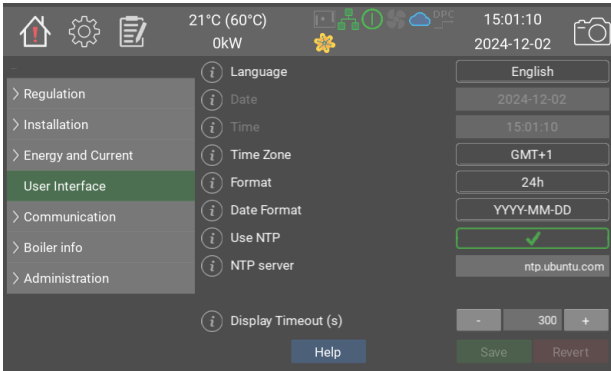 21°C (60°C)
0kW
DPC
15:01:10
2024-12-02
> Regulation
> Installation
> Energy and Current
User Interface
> Communication
> Boiler info
> Administration
i Language English
i Date 2024-12-02
i Time 15:01:10
i Time Zone GMT+1
i Format 24h
i Date Format YYYY-MM-DD
i Use NTP
i NTP server ntp.ubuntu.com
i Display Timeout (s) - 300 +
Help
Save
Revert